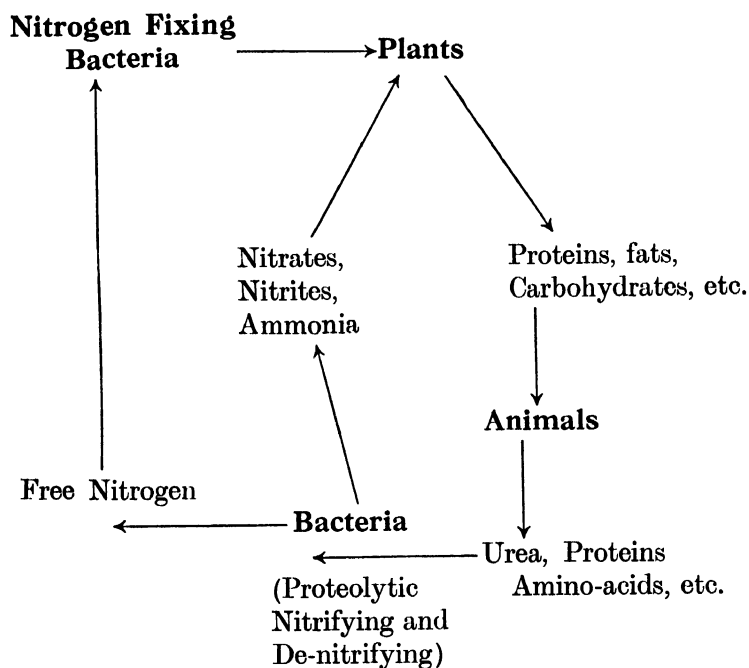 Nitrogen Fixing
Bacteria
Plants
Nitrates,
Nitrites,
Ammonia
Proteins, fats,
Carbohydrates, etc.
Animals
Free Nitrogen
Bacteria
Urea, Proteins
Amino-acids, etc.
(Proteolytic
Nitrifying and
De-nitrifying)